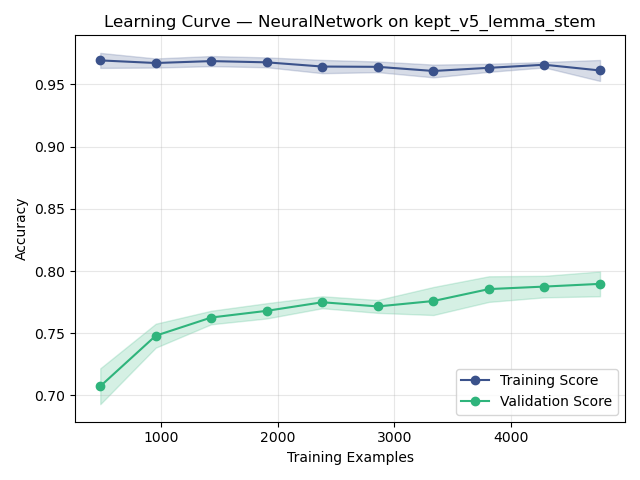 Learning Curve — NeuralNetwork on kept_v5_lemma_stem
Accuracy
0.95
0.90
0.85
0.80
0.75
0.70
1000
2000
3000
4000
Training Examples
Training Score
Validation Score